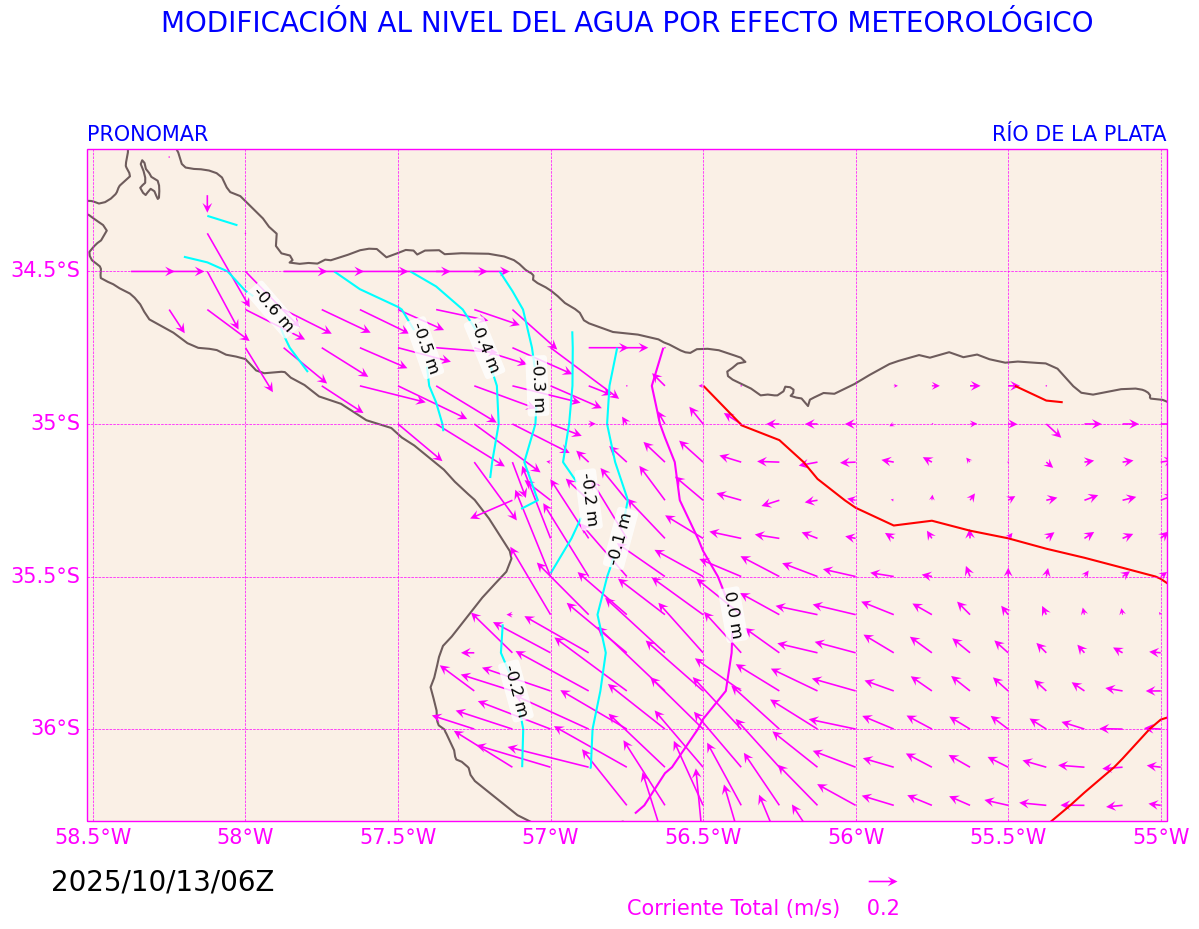 MODIFICACIÓN AL NIVEL DEL AGUA POR EFECTO METEOROLÓGICO
PRONOMAR RÍO DE LA PLATA
34.5°S
-0.6 m -0.5 m -0.4 m -0.3 m
35°S
-0.2 m -0.1 m
35.5°S
0.0 m
-0.2 m
36°S
58.5°W 58°W 57.5°W 57°W 56.5°W 56°W 55.5°W 55°W
2025/10/13/06Z
Corriente Total (m/s) 0.2